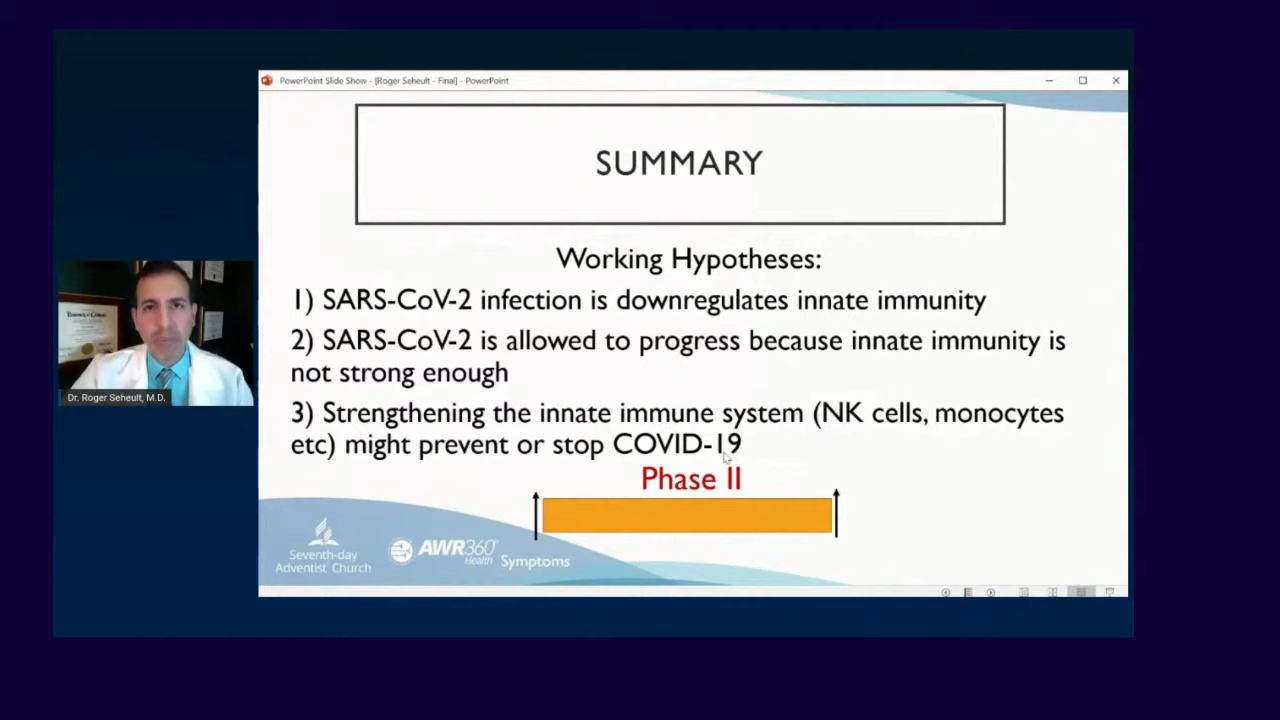 PowerPoint Slide Show - [Roger Seheult - Final] - PowerPoint
SUMMARY
Working Hypotheses:
1) SARS-CoV-2 infection is downregulates innate immunity
2) SARS-CoV-2 is allowed to progress because innate immunity is
not strong enough
3) Strengthening the innate immune system (NK cells, monocytes
etc) might prevent or stop COVID-19
Phase II
Dr. Roger Seheult, M.D.
Seventh-day
Adventist Church
AWR360°
Health
Symptoms